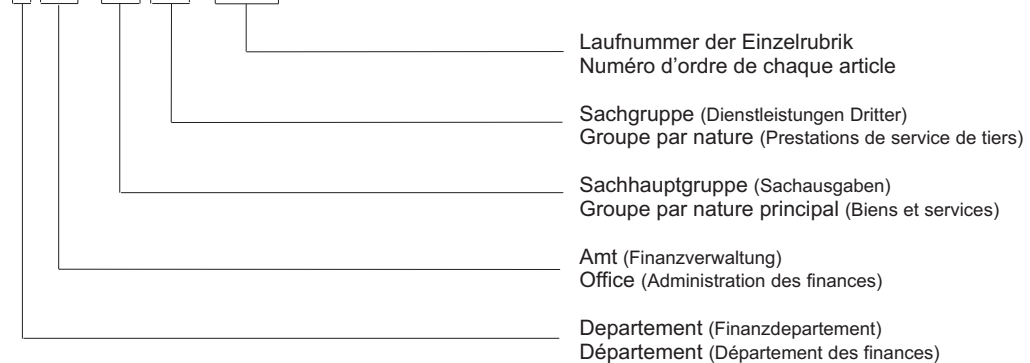 Laufnummer der Einzelrubrik
Numéro d'ordre de chaque article
Sachgruppe (Dienstleistungen Dritter)
Groupe par nature (Prestations de service de tiers)
Sachhauptgruppe (Sachausgaben)
Groupe par nature principal (Biens et services)
Amt (Finanzverwaltung)
Office (Administration des finances)
Departement (Finanzdepartement)
Département (Département des finances)